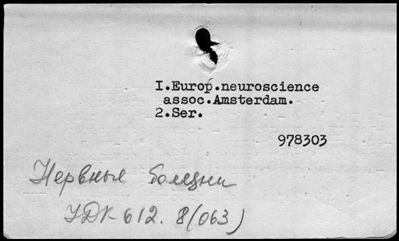 I.Europ.neuroscience
assoc.Amsterdam.
2.Ser.
978303
Нервные болезни
УДК 612. 8(063)